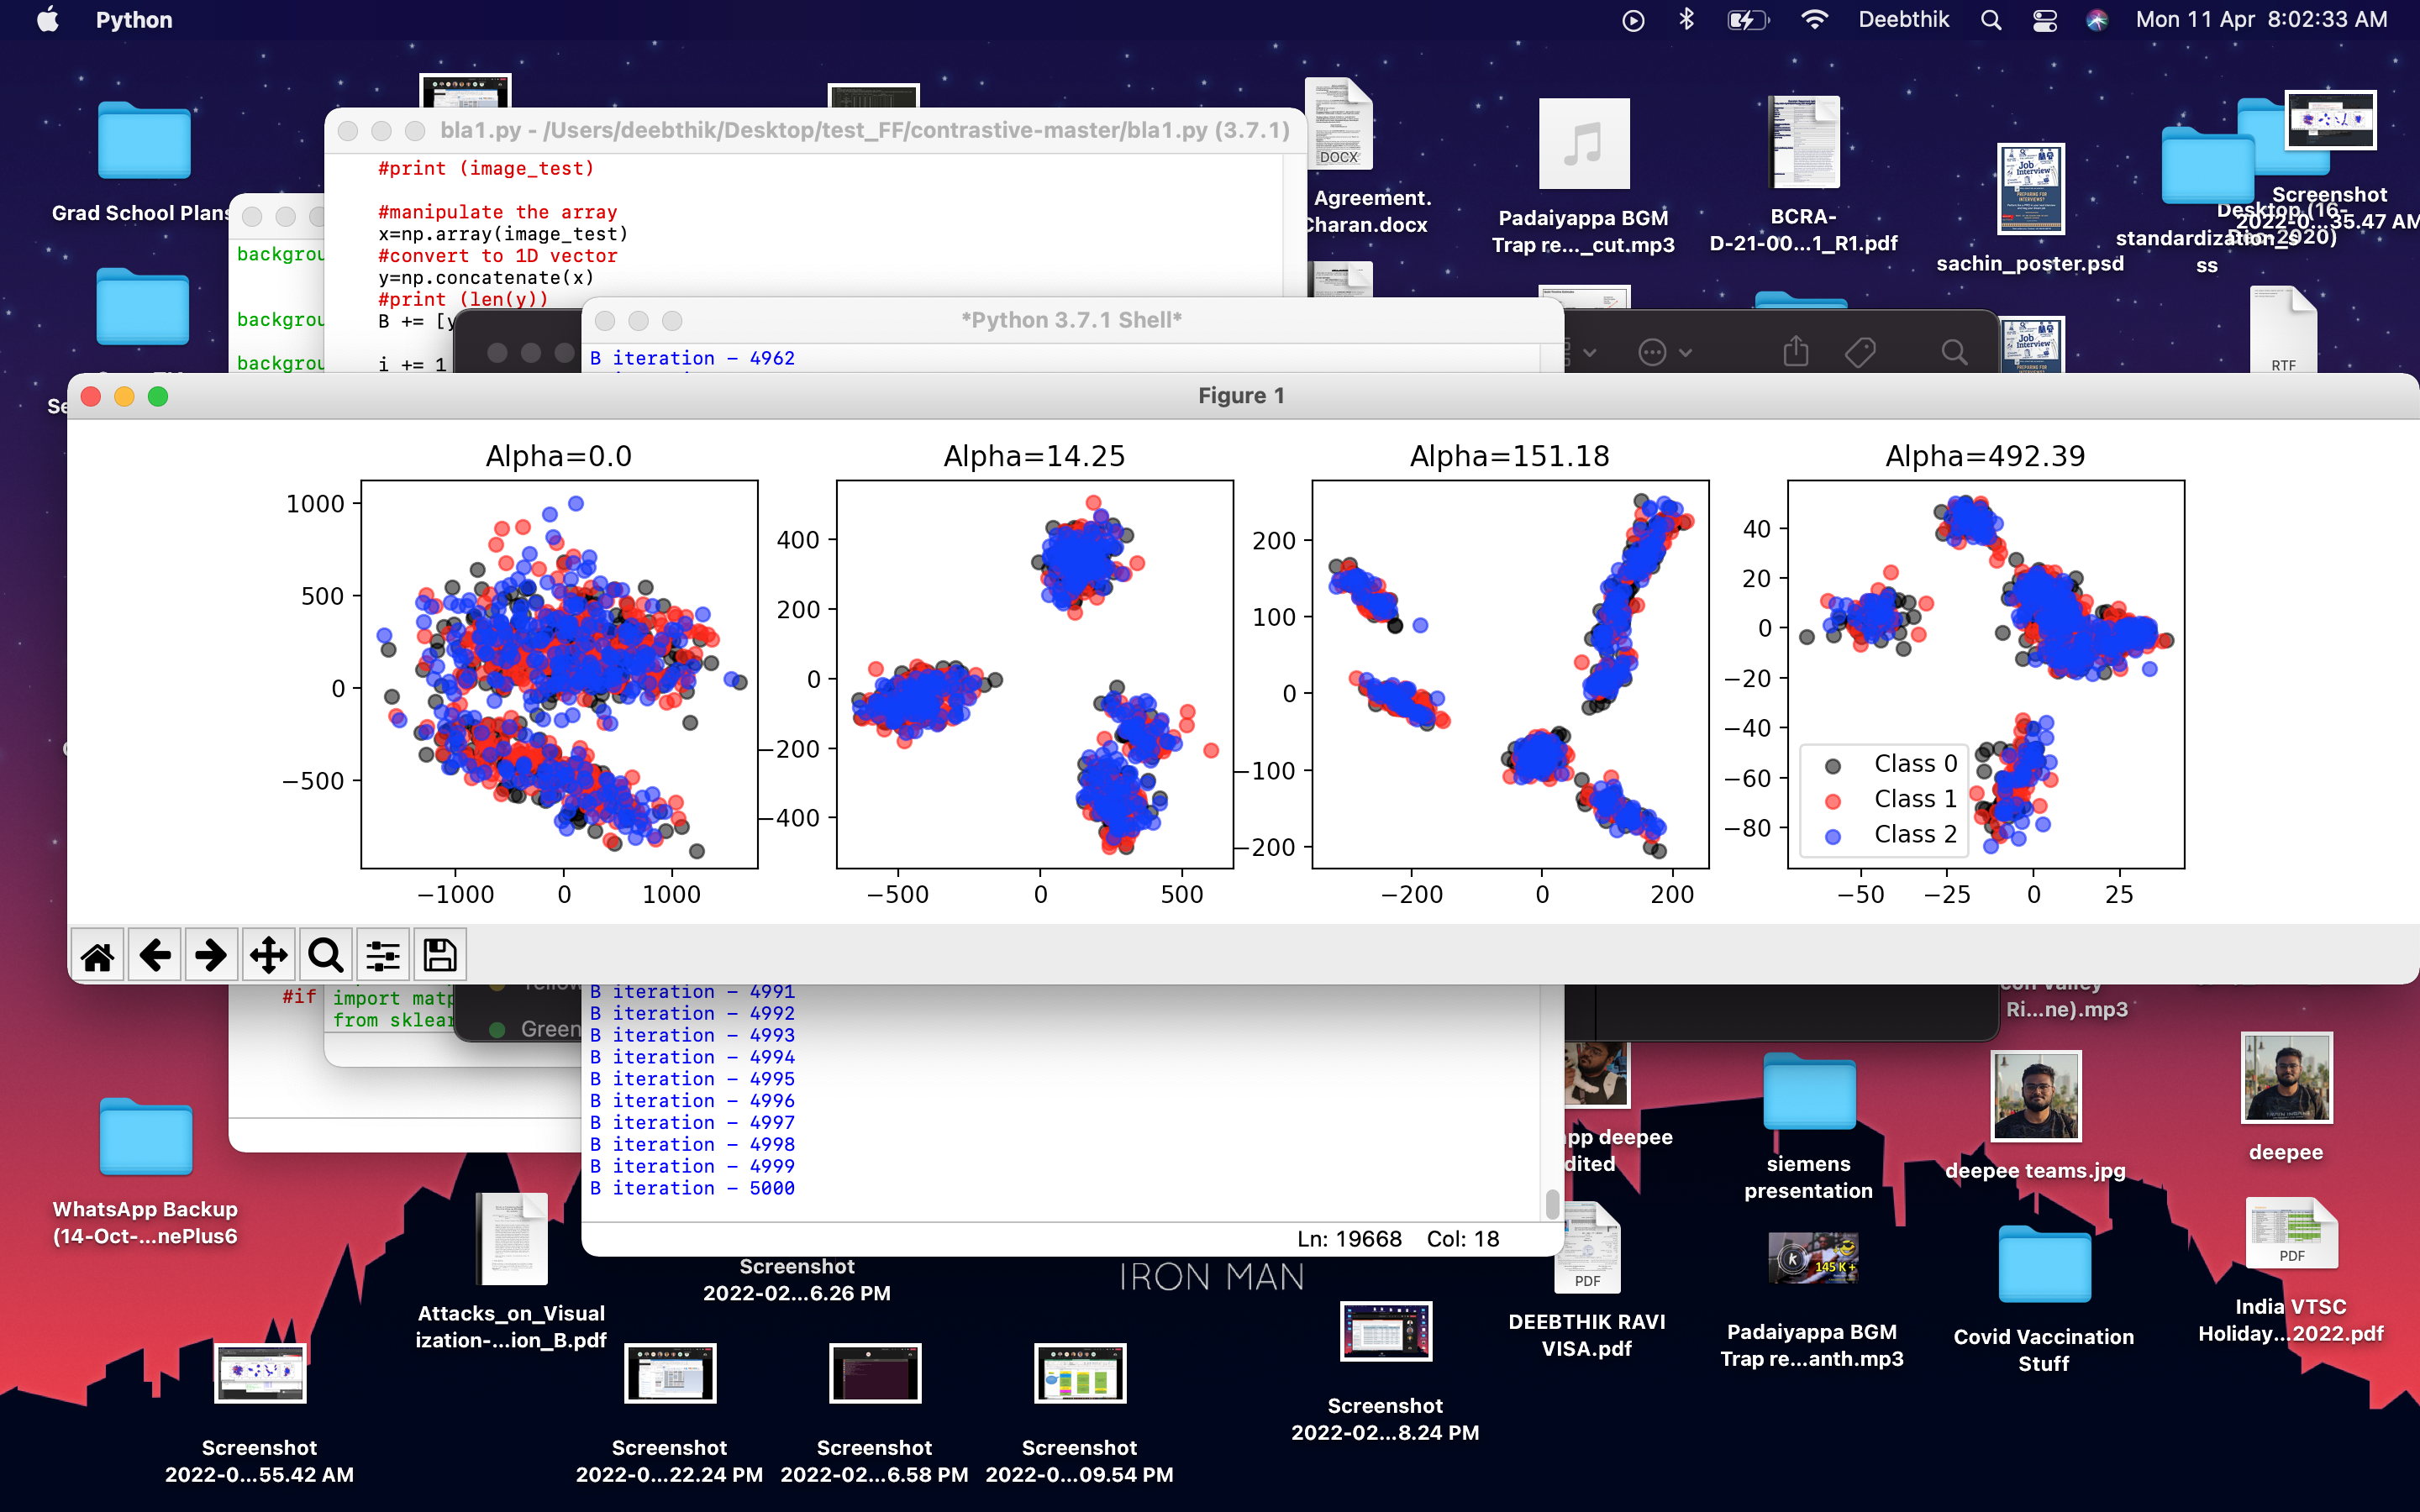 Python
Deebthik
Mon 11 Apr 8:02:33 AM
Grad School Plans
bla1.py - /Users/deebthik/Desktop/test_FF/contrastive-master/bla1.py (3.7.1)
#print (image_test)
#manipulate the array
x=np.array(image_test)
#convert to 1D vector
y=np.concatenate(x)
#print (len(y))
B += [y
i += 1
backgrou
backgrou
backgrou
*Python 3.7.1 Shell*
B iteration - 4962
DOCX
Agreement.
Charan.docx
Padaiyappa BGM
Trap re..._cut.mp3
BCRA-
D-21-00...1_R1.pdf
Job
Interview
sachin_poster.psd
Job
Interview
Screenshot
2022-0...35.47 AM
Desktop (16-
Dec-2020)
standardization_s
ss
RTF
Se
Figure 1
Alpha=0.0
1000
500
0
−500
−1000
0
1000
Alpha=14.25
400
200
0
−200
−400
−500
0
500
Alpha=151.18
200
100
0
−100
−200
−200
0
200
Alpha=492.39
40
20
0
−20
−40
−60
−80
−50
−25
0
25
Class 0
Class 1
Class 2
#if
import matp
from sklear
Yellow
Green
B iteration - 4991
B iteration - 4992
B iteration - 4993
B iteration - 4994
B iteration - 4995
B iteration - 4996
B iteration - 4997
B iteration - 4998
B iteration - 4999
B iteration - 5000
Ln: 19668 Col: 18
Valley
Ri...ne).mp3
app deepee
dited
siemens
presentation
deepee teams.jpg
deepee
WhatsApp Backup
(14-Oct-...nePlus6
Attacks_on_Visual
ization-...ion_B.pdf
Screenshot
2022-02...6.26 PM
IRON MAN
PDF
DEEBTHIK RAVI
VISA.pdf
K
145 K +
Padaiyappa BGM
Trap re...anth.mp3
Covid Vaccination
Stuff
PDF
India VTSC
Holiday...2022.pdf
Screenshot
2022-0...55.42 AM
Screenshot
2022-0...22.24 PM
Screenshot
2022-02...6.58 PM
Screenshot
2022-0...09.54 PM
Screenshot
2022-02...8.24 PM